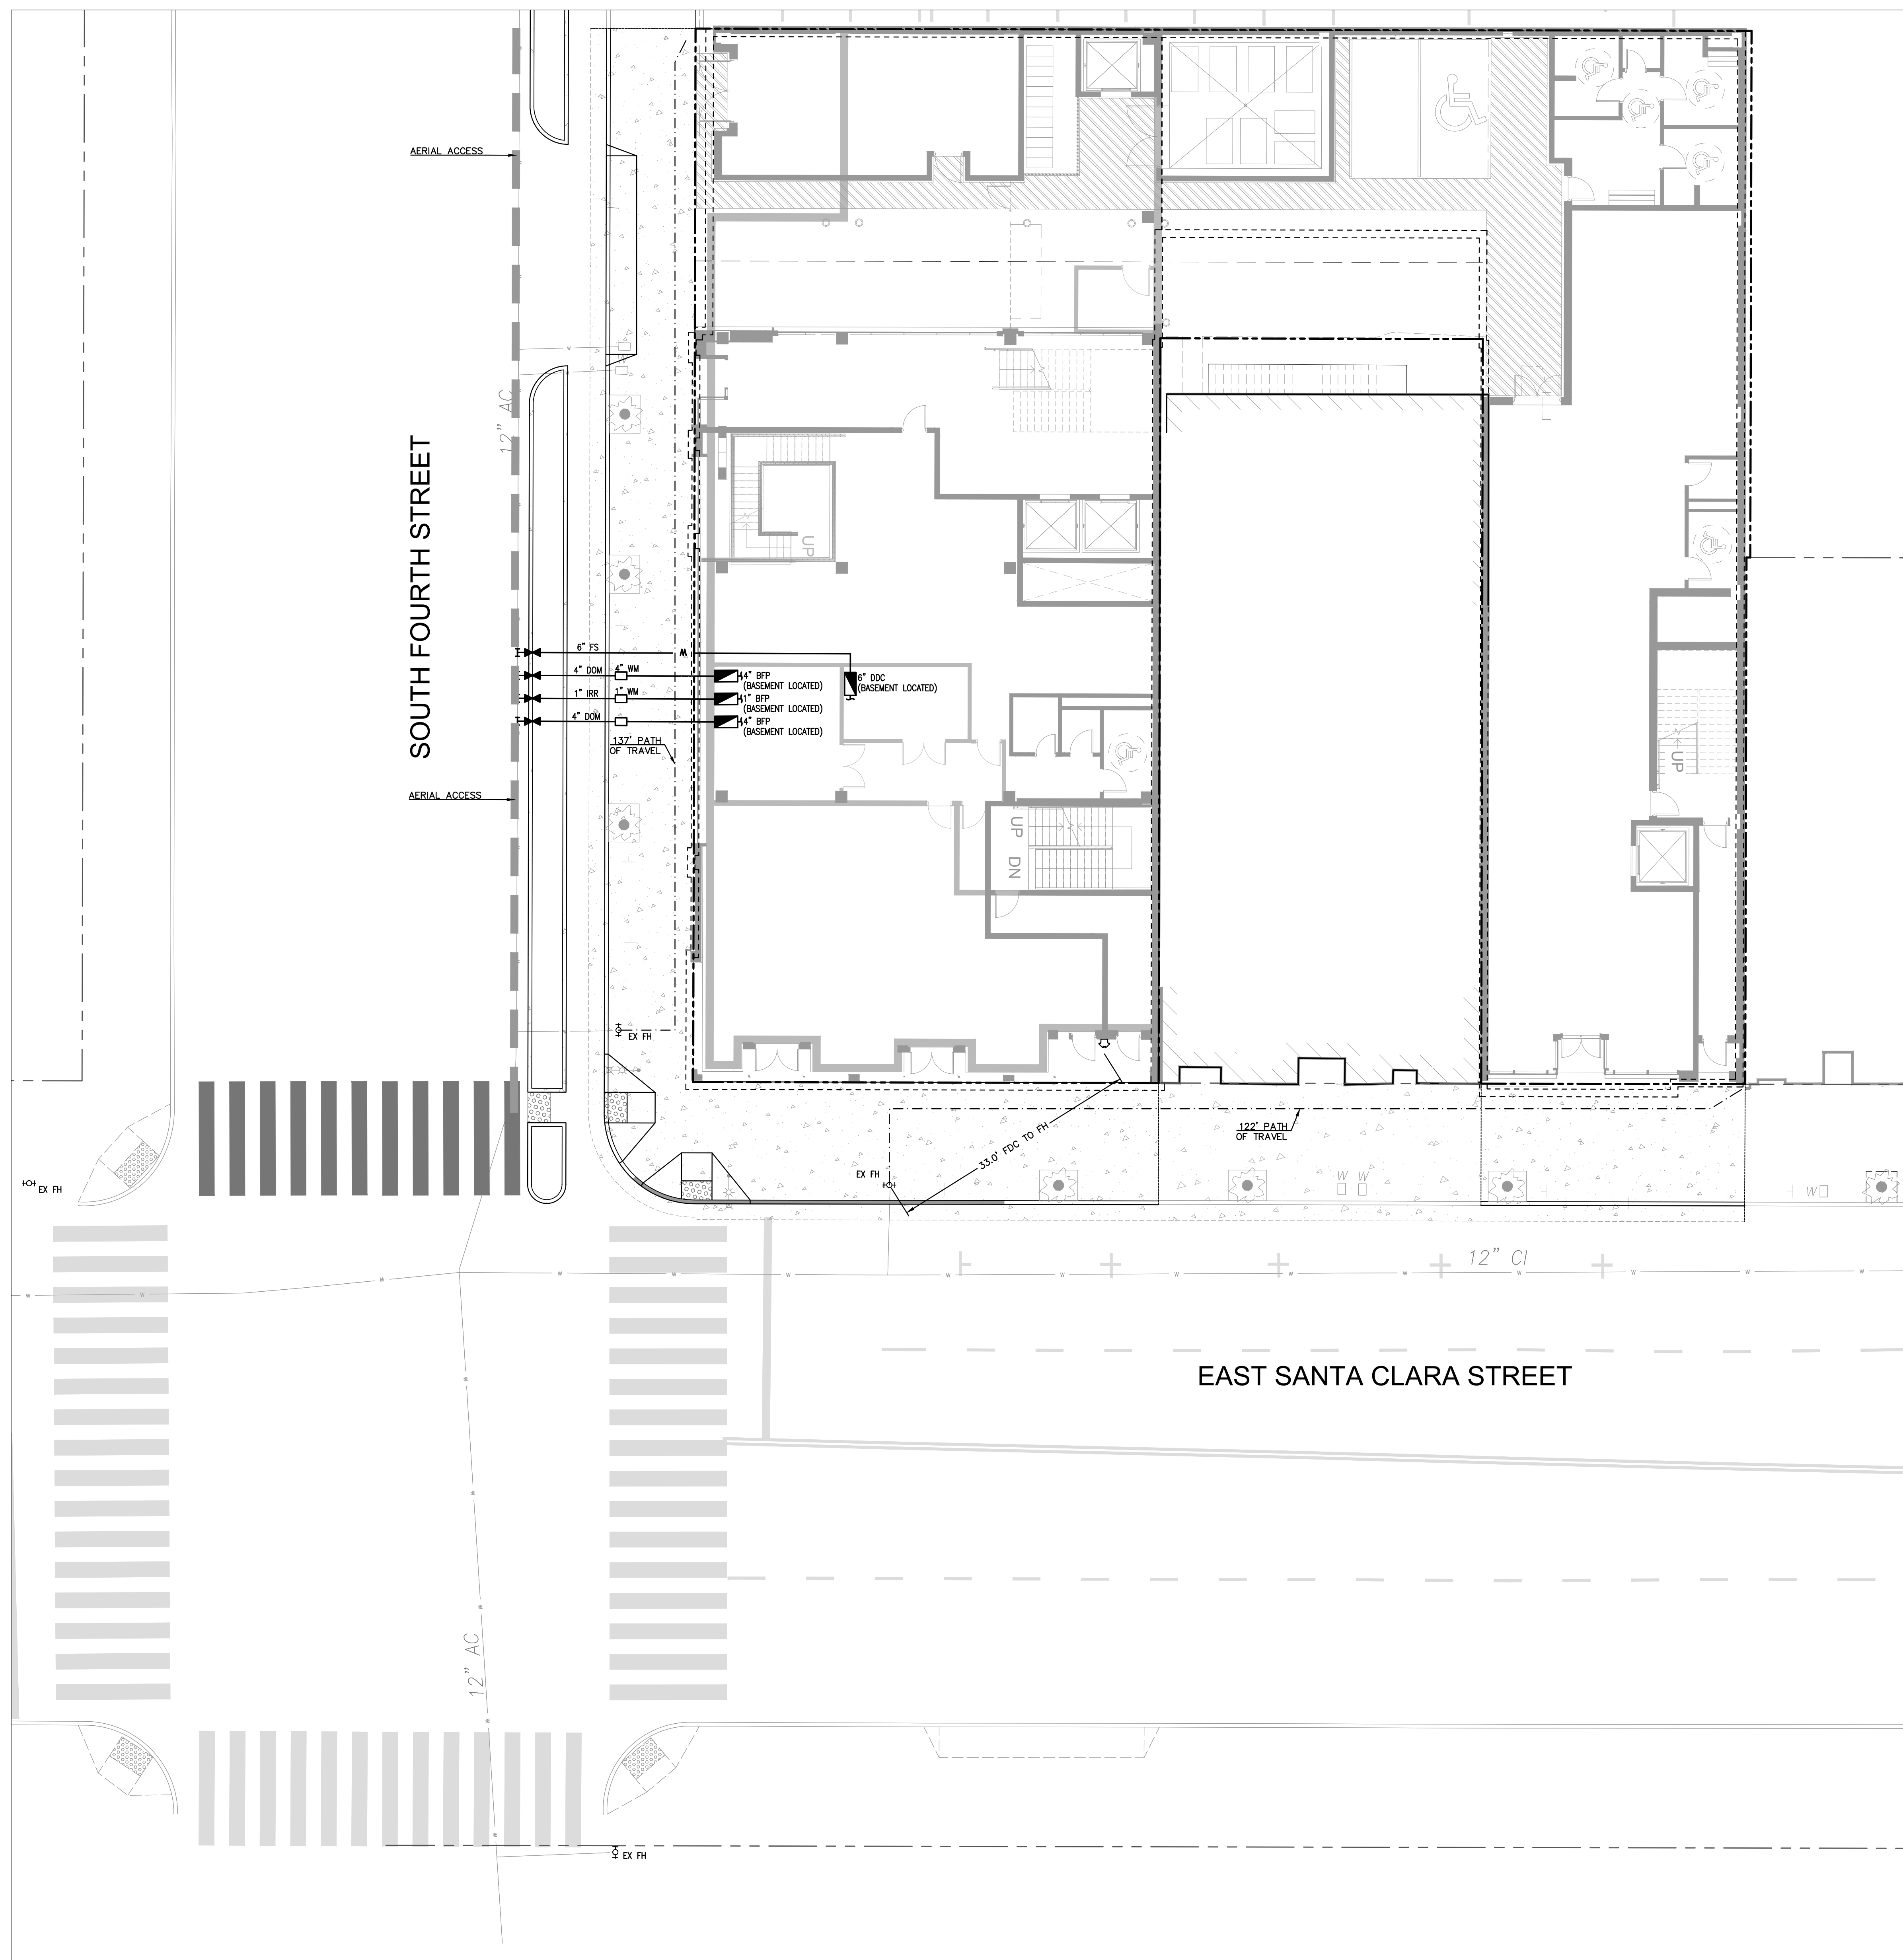 AERIAL ACCESS
12" AC
SOUTH FOURTH STREET
UP
6" FS
W
4" DOM
4" WM
4" BFP
(BASEMENT LOCATED)
6" DDC
(BASEMENT LOCATED)
1" IRR
1" WM
1" BFP
(BASEMENT LOCATED)
4" DOM
4" BFP
(BASEMENT LOCATED)
137' PATH
OF TRAVEL
UP
AERIAL ACCESS
UP
DN
EX FH
122' PATH
OF TRAVEL
33.0' FDC TO FH
EX FH
EX FH
W W
W
12" CI
W W W W W W W W W W W W W W W
EAST SANTA CLARA STREET
12" AC
EX FH